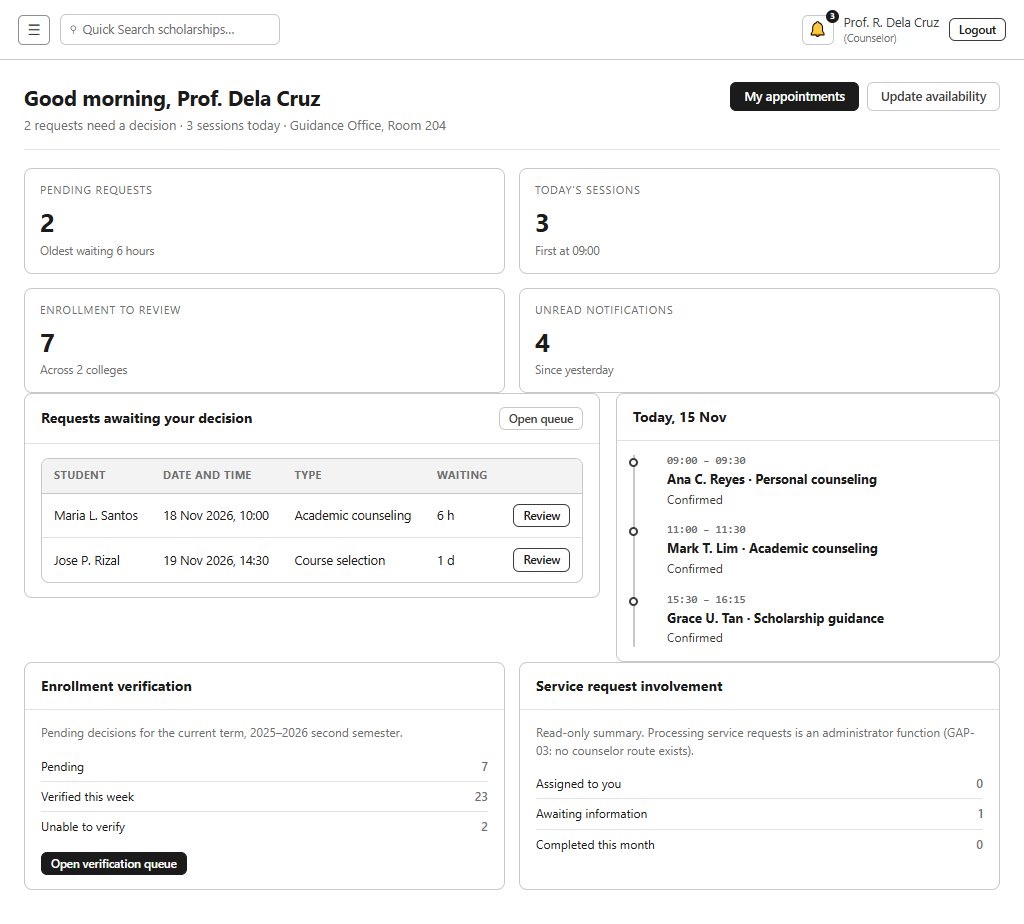 ☰
Quick Search scholarships...
3
Prof. R. Dela Cruz
(Counselor)
Logout
Good morning, Prof. Dela Cruz
2 requests need a decision · 3 sessions today · Guidance Office, Room 204
My appointments
Update availability
PENDING REQUESTS
2
Oldest waiting 6 hours
TODAY'S SESSIONS
3
First at 09:00
ENROLLMENT TO REVIEW
7
Across 2 colleges
UNREAD NOTIFICATIONS
4
Since yesterday
Requests awaiting your decision
Open queue
STUDENT DATE AND TIME TYPE WAITING
Maria L. Santos 18 Nov 2026, 10:00 Academic counseling 6 h Review
Jose P. Rizal 19 Nov 2026, 14:30 Course selection 1 d Review
Today, 15 Nov
09:00 – 09:30
Ana C. Reyes · Personal counseling
Confirmed
11:00 – 11:30
Mark T. Lim · Academic counseling
Confirmed
15:30 – 16:15
Grace U. Tan · Scholarship guidance
Confirmed
Enrollment verification
Pending decisions for the current term, 2025–2026 second semester.
Pending 7
Verified this week 23
Unable to verify 2
Open verification queue
Service request involvement
Read-only summary. Processing service requests is an administrator function (GAP-
03: no counselor route exists).
Assigned to you 0
Awaiting information 1
Completed this month 0